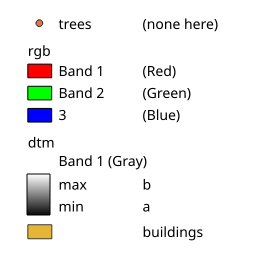 trees (none here)
rgb
Band 1 (Red)
Band 2 (Green)
3 (Blue)
dtm
Band 1 (Gray)
max b
min a
buildings